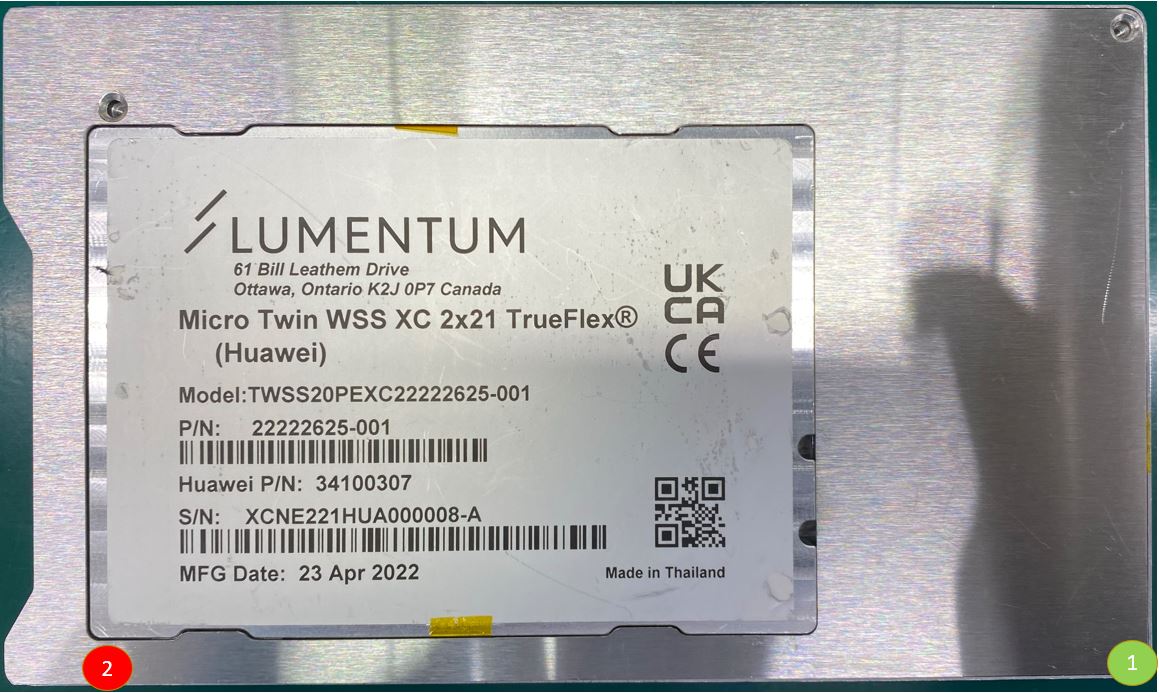 LUMENTUM
61 Bill Leathem Drive
Ottawa, Ontario K2J 0P7 Canada
UK
CA
CE
Micro Twin WSS XC 2x21 TrueFlex®
(Huawei)
Model:TWSS20PEXC22222625-001
P/N: 22222625-001
Huawei P/N: 34100307
S/N: XCNE221HUA000008-A
MFG Date: 23 Apr 2022
Made in Thailand
2
1